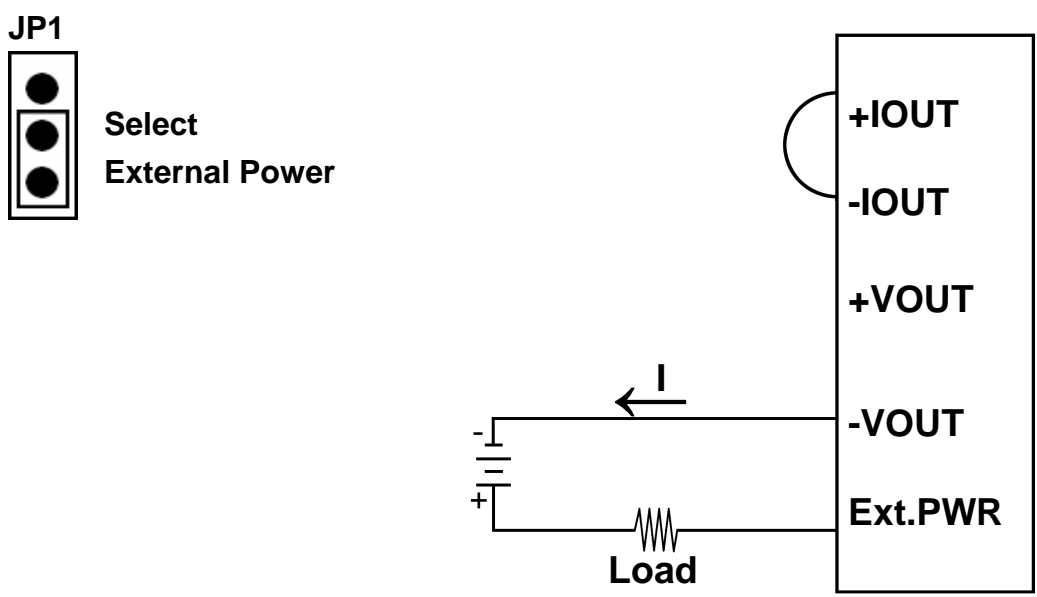 JP1
Select
External Power
+IOUT
-IOUT
+VOUT
I
-VOUT
-
+
Ext.PWR
Load